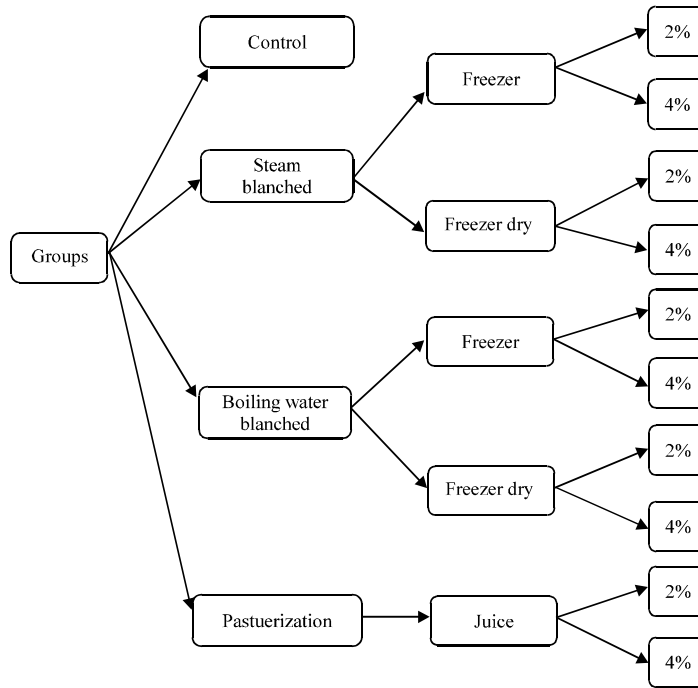 Control
Freezer
2%
4%
Steam
blanched
Freezer dry
2%
4%
Groups
Freezer
2%
4%
Boiling water
blanched
Freezer dry
2%
4%
Pastuerization
Juice
2%
4%